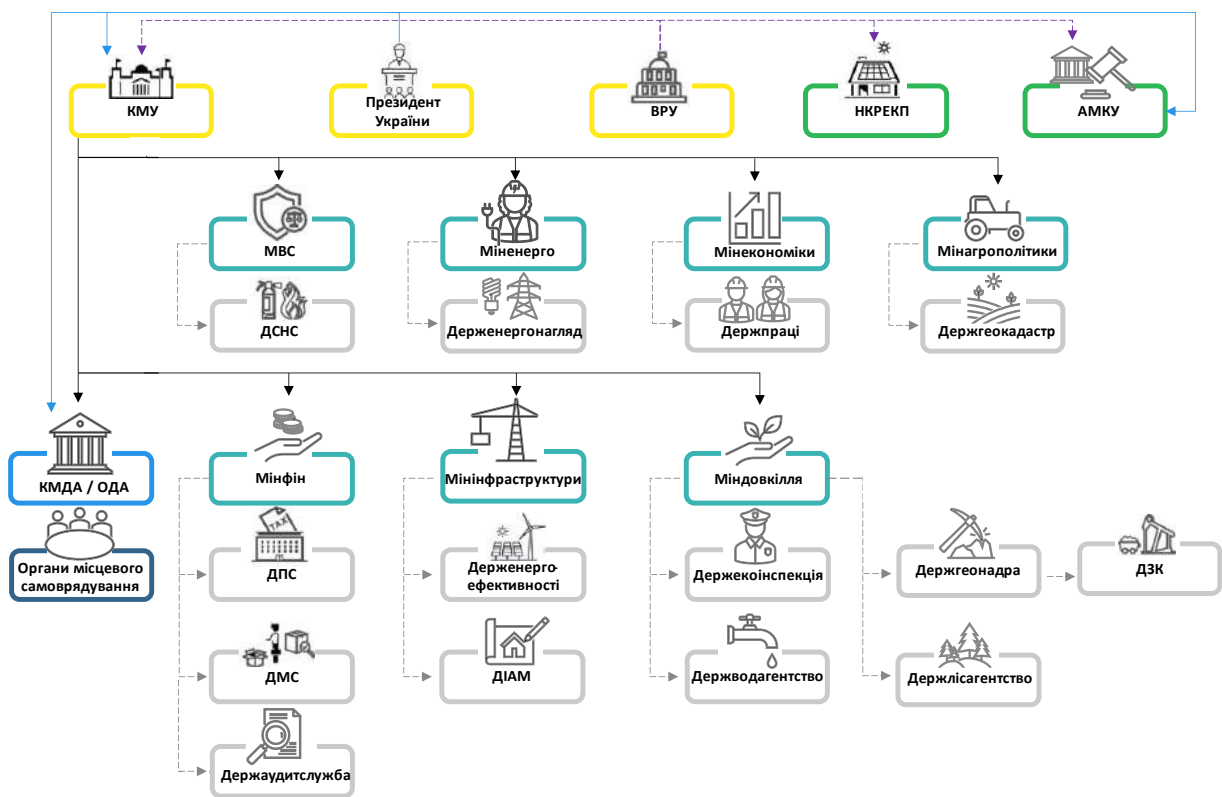 КМУ
Президент
України
ВРУ
НКРЕКП
АМКУ
МВС
Міненерго
Мінекономіки
Мінагрополітики
ДСНС
Держенергонагляд
Держпраці
Держгеокадастр
КМДА / ОДА
Мінфін
Мінінфраструктури
Міндовкілля
Органи місцевого
самоврядування
TAX
ДПС
Держенерго-
ефективності
Держекоінспекція
Держгеонадра
ДЗК
ДМС
ДІАМ
Держводагентство
Держлісагентство
Держаудитслужба